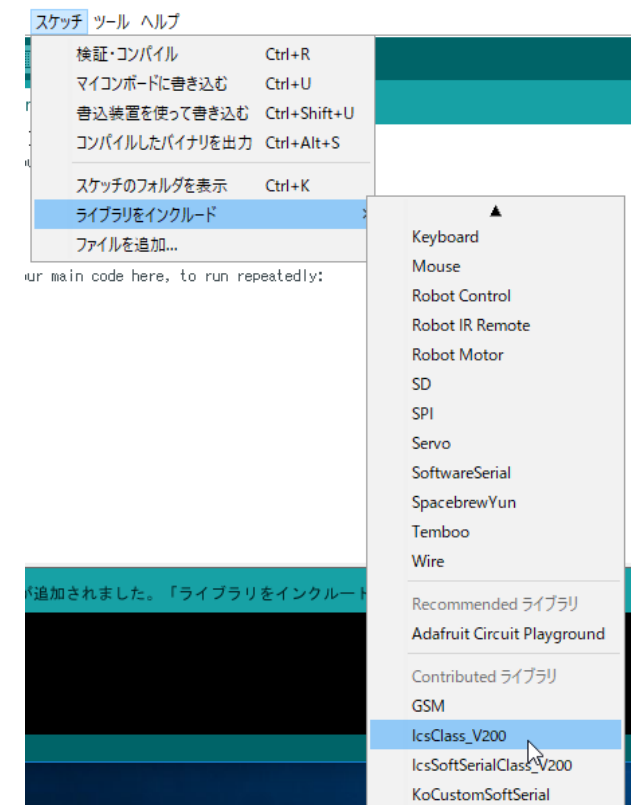 スケッチ ツール ヘルプ
検証・コンパイル Ctrl+R
マイコンボードに書き込む Ctrl+U
書込装置を使って書き込む Ctrl+Shift+U
コンパイルしたバイナリを出力 Ctrl+Alt+S
スケッチのフォルダを表示 Ctrl+K
ライブラリをインクルード
ファイルを追加...
ur main code here, to run repeatedly:
Keyboard
Mouse
Robot Control
Robot IR Remote
Robot Motor
SD
SPI
Servo
SoftwareSerial
SpacebrewYun
Temboo
Wire
が追加されました。「ライブラリをインクルード
Recommended ライブラリ
Adafruit Circuit Playground
Contributed ライブラリ
GSM
IcsClass_V200
IcsSoftSerialClass_V200
KoCustomSoftSerial